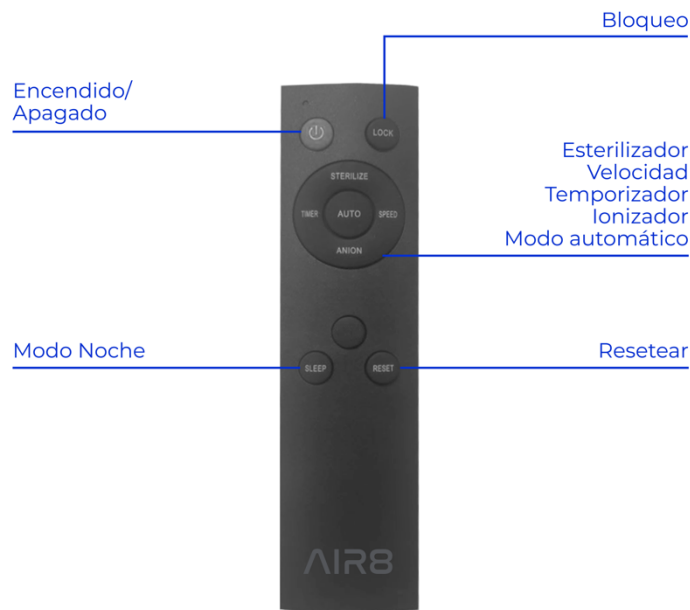 Bloqueo
Encendido/
Apagado
LOCK
Esterilizador
Velocidad
Temporizador
Ionizador
Modo automático
STERILIZE
TIMER
AUTO
SPEED
ANION
Modo Noche
Resetear
SLEEP
RESET
AIR8